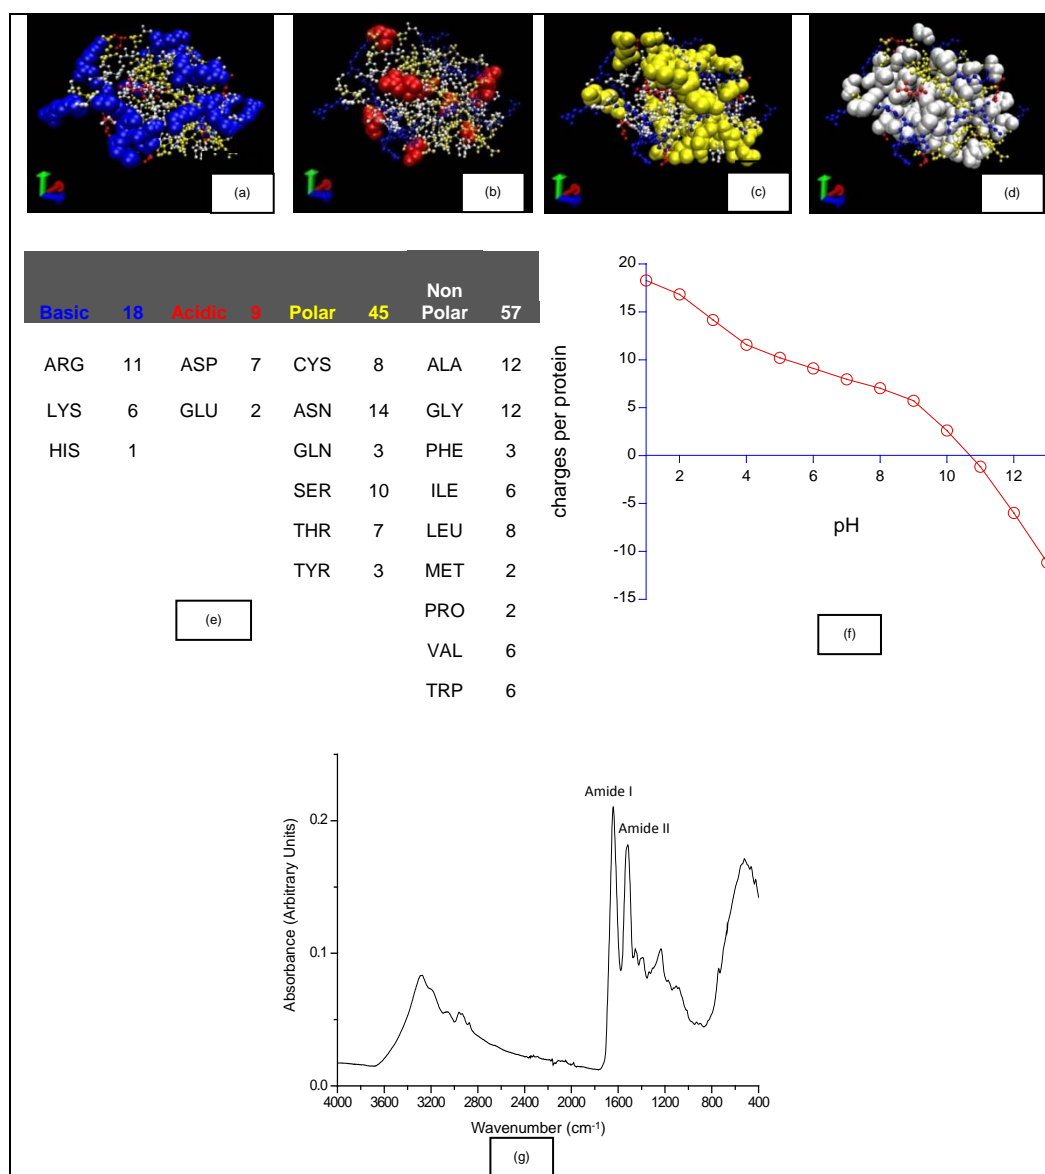 (a) (b) (c) (d)
Non
Basic 18 Acidic 9 Polar 45 Polar 57
ARG 11 ASP 7 CYS 8 ALA 12
LYS 6 GLU 2 ASN 14 GLY 12
HIS 1 GLN 3 PHE 3
SER 10 ILE 6
THR 7 LEU 8
TYR 3 MET 2
PRO 2
VAL 6
TRP 6
(e)
20
15
10
5
0
-5
-10
-15
2 4 6 8 10 12
charges per protein
pH
(f)
Amide I
Amide II
0.2
0.1
0.0
Absorbance (Arbitrary Units)
4000 3600 3200 2800 2400 2000 1600 1200 800 400
Wavenumber (cm-1)
(g)